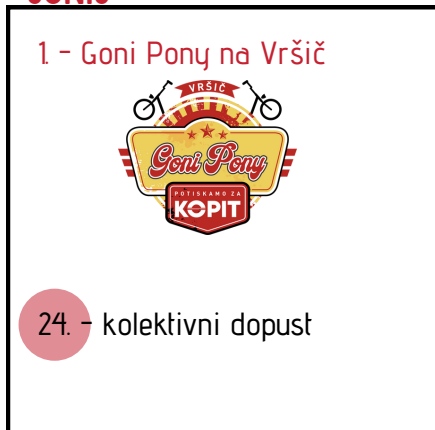 1. - Goni Pony na Vršič
VRŠIČ
Goni Pony
POTISKAMO ZA
KOPIT
24. - kolektivni dopust